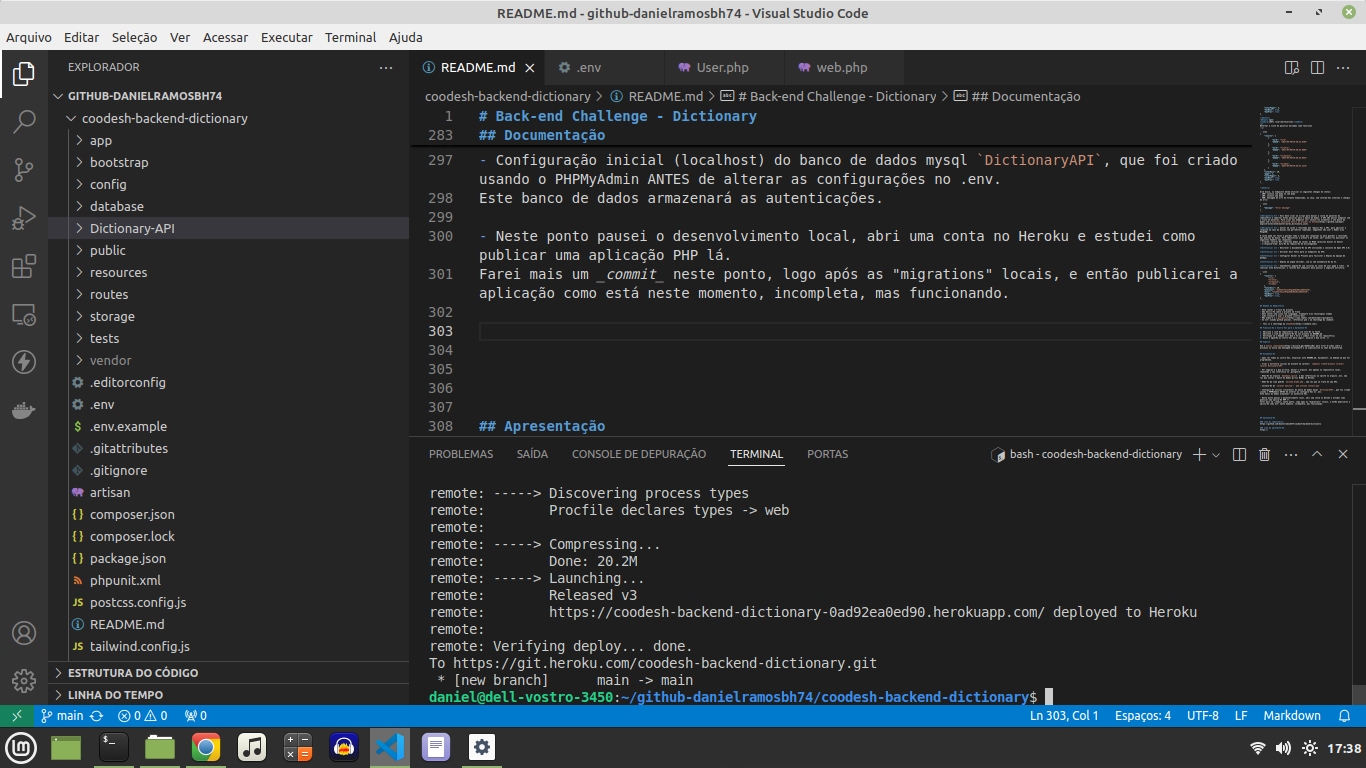 README.md - github-danielramosbh74 - Visual Studio Code
Arquivo Editar Seleção Ver Acessar Executar Terminal Ajuda
EXPLORADOR
GITHUB-DANIELRAMOSBH74
coodesh-backend-dictionary
app
bootstrap
config
database
Dictionary-API
public
resources
routes
storage
tests
vendor
.editorconfig
.env
$ .env.example
.gitattributes
.gitignore
artisan
{} composer.json
{} composer.lock
{} package.json
phpunit.xml
JS postcss.config.js
README.md
JS tailwind.config.js
ESTRUTURA DO CÓDIGO
LINHA DO TEMPO
README.md .env User.php web.php
coodesh-backend-dictionary > README.md > # Back-end Challenge - Dictionary > ## Documentação
1 # Back-end Challenge - Dictionary
283 ## Documentação
297 - Configuração inicial (localhost) do banco de dados mysql `DictionaryAPI`, que foi criado
usando o PHPMyAdmin ANTES de alterar as configurações no .env.
298 Este banco de dados armazenará as autenticações.
299
300 - Neste ponto pausei o desenvolvimento local, abri uma conta no Heroku e estudei como
publicar uma aplicação PHP lá.
301 Farei mais um _commit_ neste ponto, logo após as "migrations" locais, e então publicarei a
aplicação como está neste momento, incompleta, mas funcionando.
302
303
304
305
306
307
308 ## Apresentação
PROBLEMAS SAÍDA CONSOLE DE DEPURAÇÃO TERMINAL PORTAS
bash - coodesh-backend-dictionary
remote: -----> Discovering process types
remote: Procfile declares types -> web
remote:
remote: -----> Compressing...
remote: Done: 20.2M
remote: -----> Launching...
remote: Released v3
remote: https://coodesh-backend-dictionary-0ad92ea0ed90.herokuapp.com/ deployed to Heroku
remote:
remote: Verifying deploy... done.
To https://git.heroku.com/coodesh-backend-dictionary.git
* [new branch] main -> main
daniel@dell-vostro-3450:~/github-danielramosbh74/coodesh-backend-dictionary$
main 0 0 0
Ln 303, Col 1 Espaços: 4 UTF-8 LF Markdown
17:38